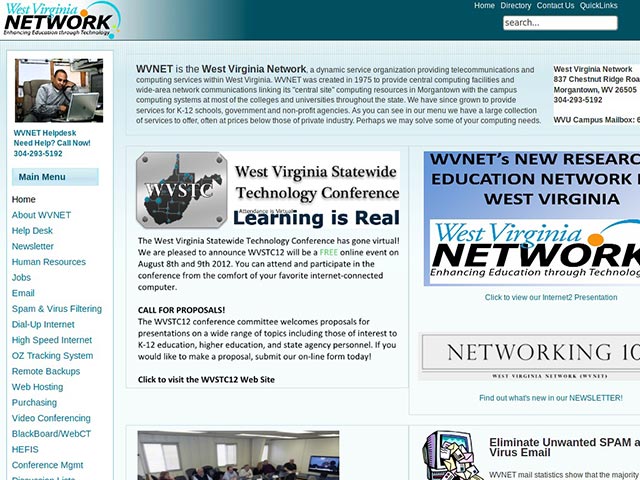 West Virginia
NETWORK
Enhancing Education through Technology
Home Directory Contact Us QuickLinks
search...
WVNET Helpdesk
Need Help? Call Now!
304-293-5192
Main Menu
Home
About WVNET
Help Desk
Newsletter
Human Resources
Jobs
Email
Spam & Virus Filtering
Dial-Up Internet
High Speed Internet
OZ Tracking System
Remote Backups
Web Hosting
Purchasing
Video Conferencing
BlackBoard/WebCT
HEFIS
Conference Mgmt
Discussion Lists
WVNET is the West Virginia Network, a dynamic service organization providing telecommunications and
computing services within West Virginia. WVNET was created in 1975 to provide central computing facilities and
wide-area network communications linking its "central site" computing resources in Morgantown with the campus
computing systems at most of the colleges and universities throughout the state. We have since grown to provide
services for K-12 schools, government and non-profit agencies. As you can see in our menu we have a large collection
of services to offer, often at prices below those of private industry. Perhaps we may solve some of your computing needs.
West Virginia Network
837 Chestnut Ridge Roa
Morgantown, WV 26505
304-293-5192
WVU Campus Mailbox: 6
WVSTC
West Virginia Statewide
Technology Conference
Attendance is Virtual
Learning is Real
The West Virginia Statewide Technology Conference has gone virtual!
We are pleased to announce WVSTC12 will be a FREE online event on
August 8th and 9th 2012. You can attend and participate in the
conference from the comfort of your favorite internet-connected
computer.
CALL FOR PROPOSALS!
The WVSTC12 conference committee welcomes proposals for
presentations on a wide range of topics including those of interest to
K-12 education, higher education, and state agency personnel. If you
would like to make a proposal, submit our on-line form today!
Click to visit the WVSTC12 Web Site
WVNET's NEW RESEARC
EDUCATION NETWORK I
WEST VIRGINIA
West Virginia
NETWOR
Enhancing Education through Technolog
Click to view our Internet2 Presentation
NETWORKING 10
WEST VIRGINIA NETWORK (WVNET)
Find out what's new in our NEWSLETTER!
Eliminate Unwanted SPAM a
Virus Email
WVNET mail statistics show that the majority